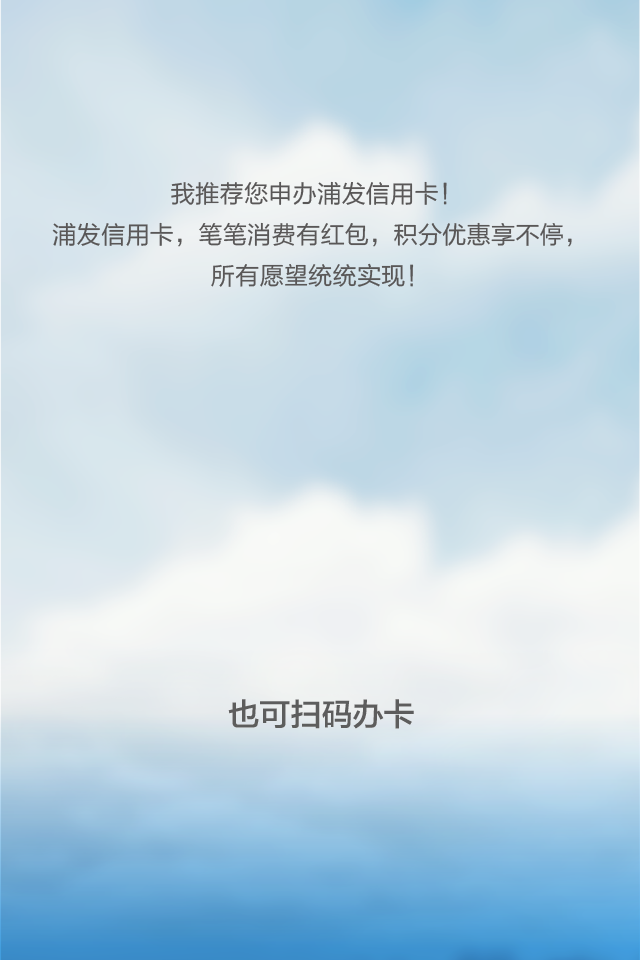 我推荐您申办浦发信用卡！
浦发信用卡，笔笔消费有红包，积分优惠享不停，
所有愿望统统实现！
也可扫码办卡